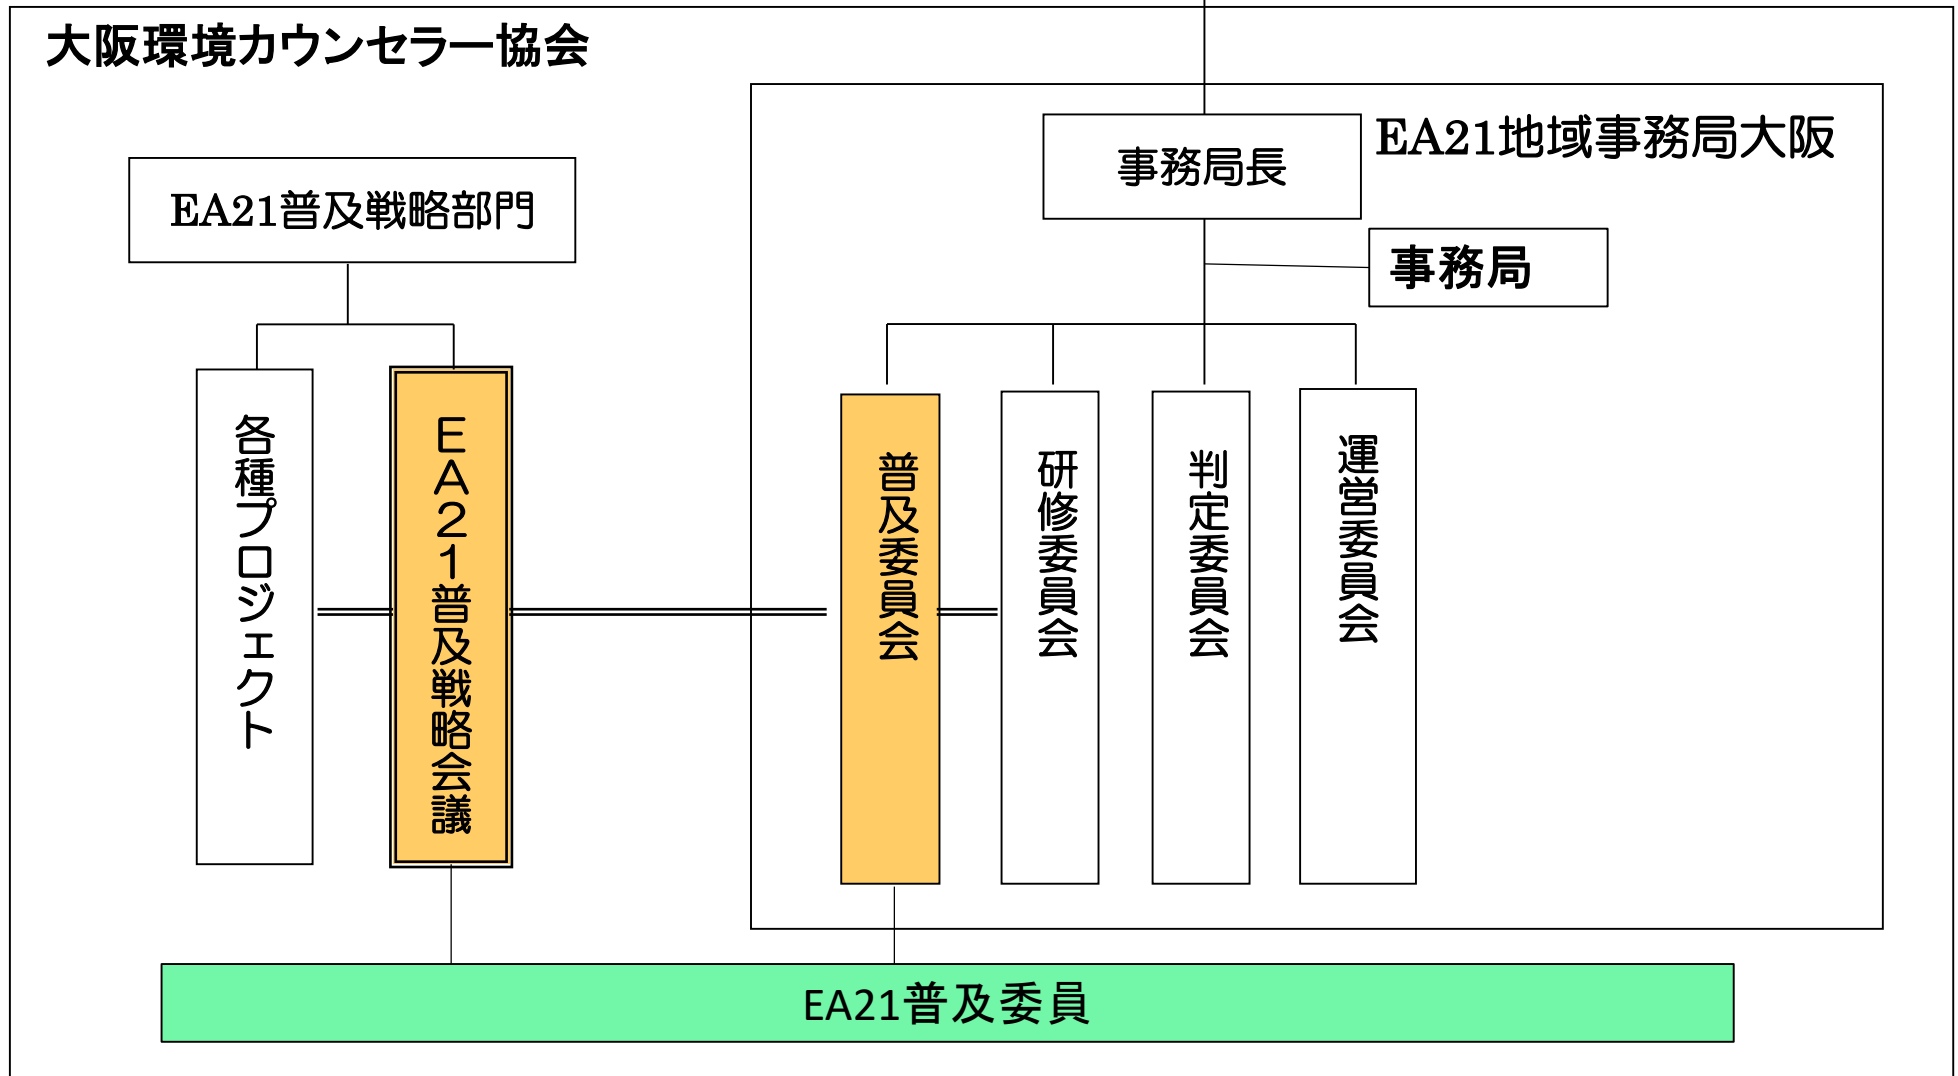 大阪環境カウンセラー協会
EA21地域事務局大阪
事務局長
EA21普及戦略部門
事務局
各種プロジェクト
ＥＡ２１普及戦略会議
普及委員会
研修委員会
判定委員会
運営委員会
EA21普及委員